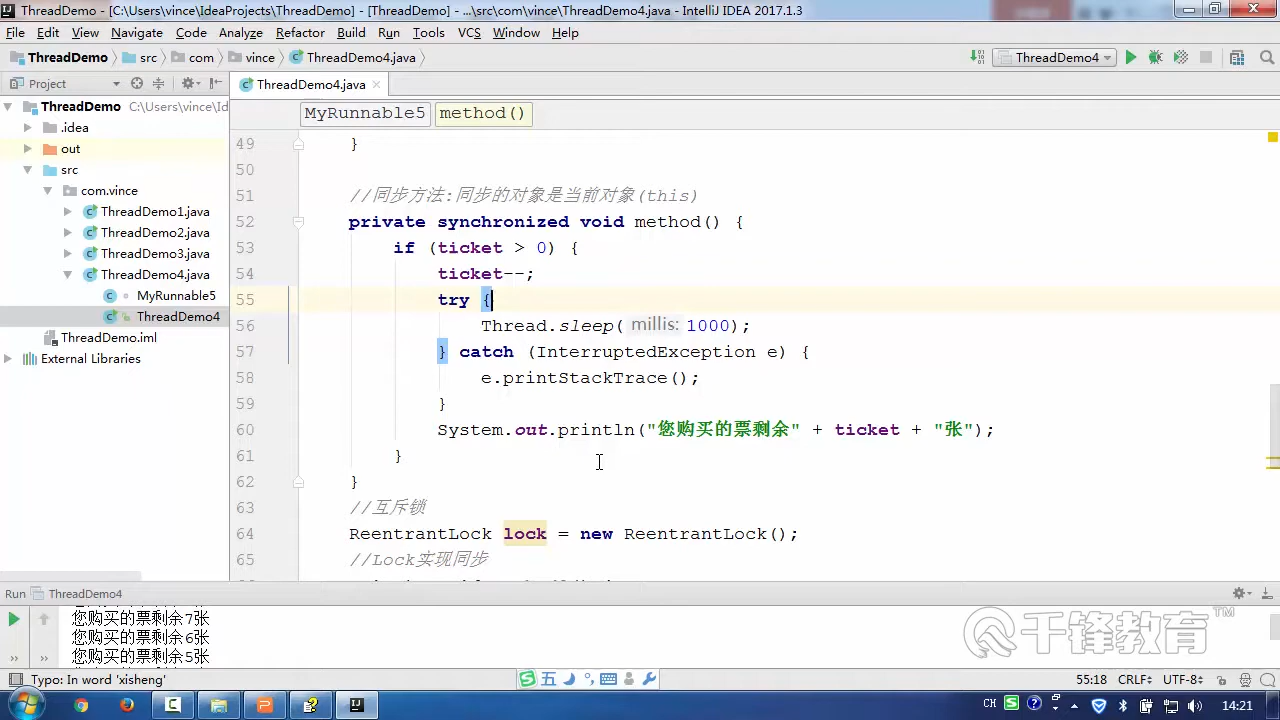 ThreadDemo - [C:\Users\vince\IdeaProjects\ThreadDemo] - [ThreadDemo] - ...\src\com\vince\ThreadDemo4.java - IntelliJ IDEA 2017.1.3
File Edit View Navigate Code Analyze Refactor Build Run Tools VCS Window Help
ThreadDemo src com vince ThreadDemo4.java ThreadDemo4
Project ThreadDemo4.java
ThreadDemo C:\Users\vince\Id
.idea
out
src
com.vince
ThreadDemo1.java
ThreadDemo2.java
ThreadDemo3.java
ThreadDemo4.java
MyRunnable5
ThreadDemo4
ThreadDemo.iml
External Libraries
MyRunnable5 method()
49 }
50
51 //同步方法:同步的对象是当前对象(this)
52 private synchronized void method() {
53 if (ticket > 0) {
54 ticket--;
55 try {
56 Thread.sleep( millis: 1000);
57 } catch (InterruptedException e) {
58 e.printStackTrace();
59 }
60 System.out.println("您购买的票剩余" + ticket + "张");
61 }
62 }
63 //互斥锁
64 ReentrantLock lock = new ReentrantLock();
65 //Lock实现同步
Run ThreadDemo4
您购买的票剩余7张
您购买的票剩余6张
您购买的票剩余5张
千锋教育™
Typo: In word 'xisheng' 55:18 CRLF UTF-8
五
CH 14:21